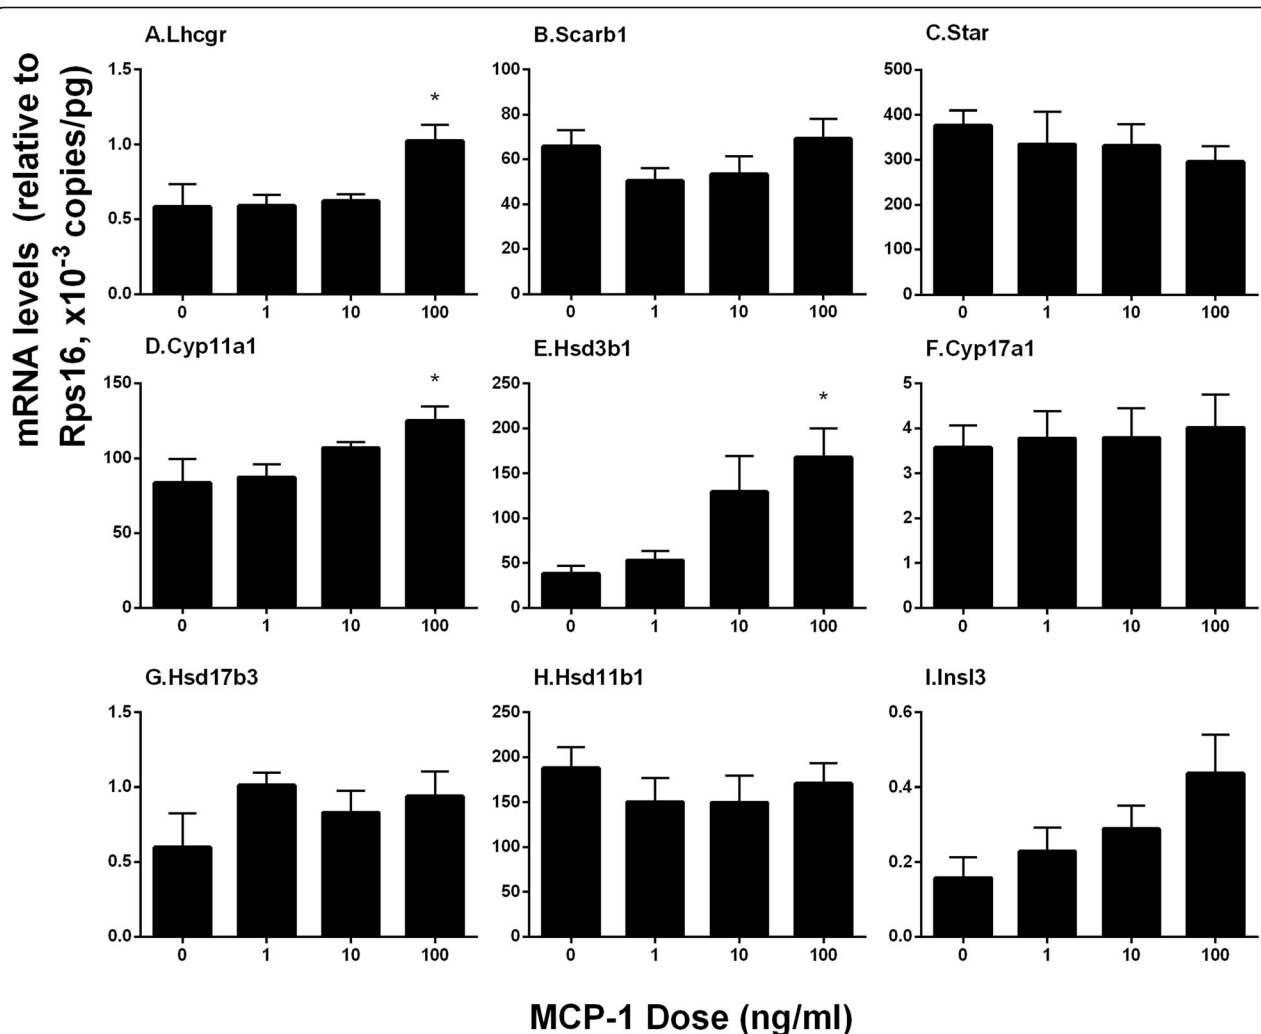 mRNA levels (relative to
Rps16, x10-3 copies/pg)
A.Lhcgr
1.5
1.0
0.5
0.0
*
0 1 10 100
B.Scarb1
100
80
60
40
20
0
0 1 10 100
C.Star
500
400
300
200
100
0
0 1 10 100
D.Cyp11a1
150
100
50
0
*
0 1 10 100
E.Hsd3b1
250
200
150
100
50
0
*
0 1 10 100
F.Cyp17a1
5
4
3
2
1
0
0 1 10 100
G.Hsd17b3
1.5
1.0
0.5
0.0
0 1 10 100
H.Hsd11b1
250
200
150
100
50
0
0 1 10 100
I.Insl3
0.6
0.4
0.2
0.0
0 1 10 100
MCP-1 Dose (ng/ml)